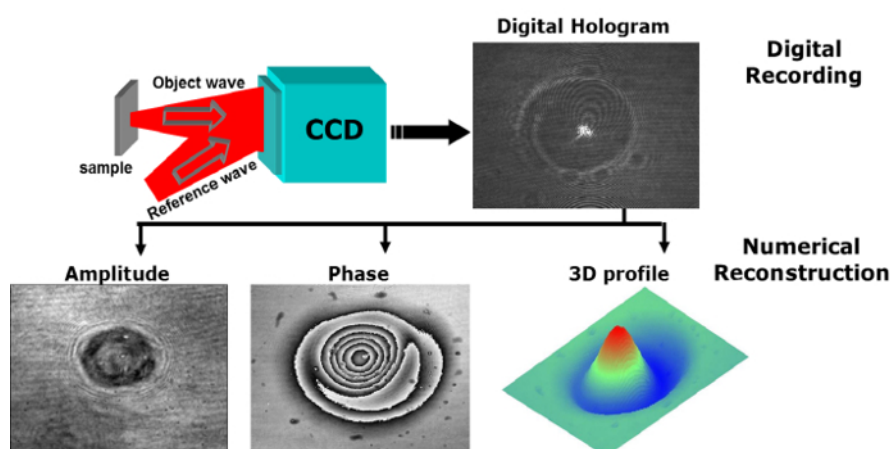 Digital Hologram
Digital
Recording
Object wave
CCD
sample
Reference wave
Numerical
Reconstruction
Amplitude
Phase
3D profile